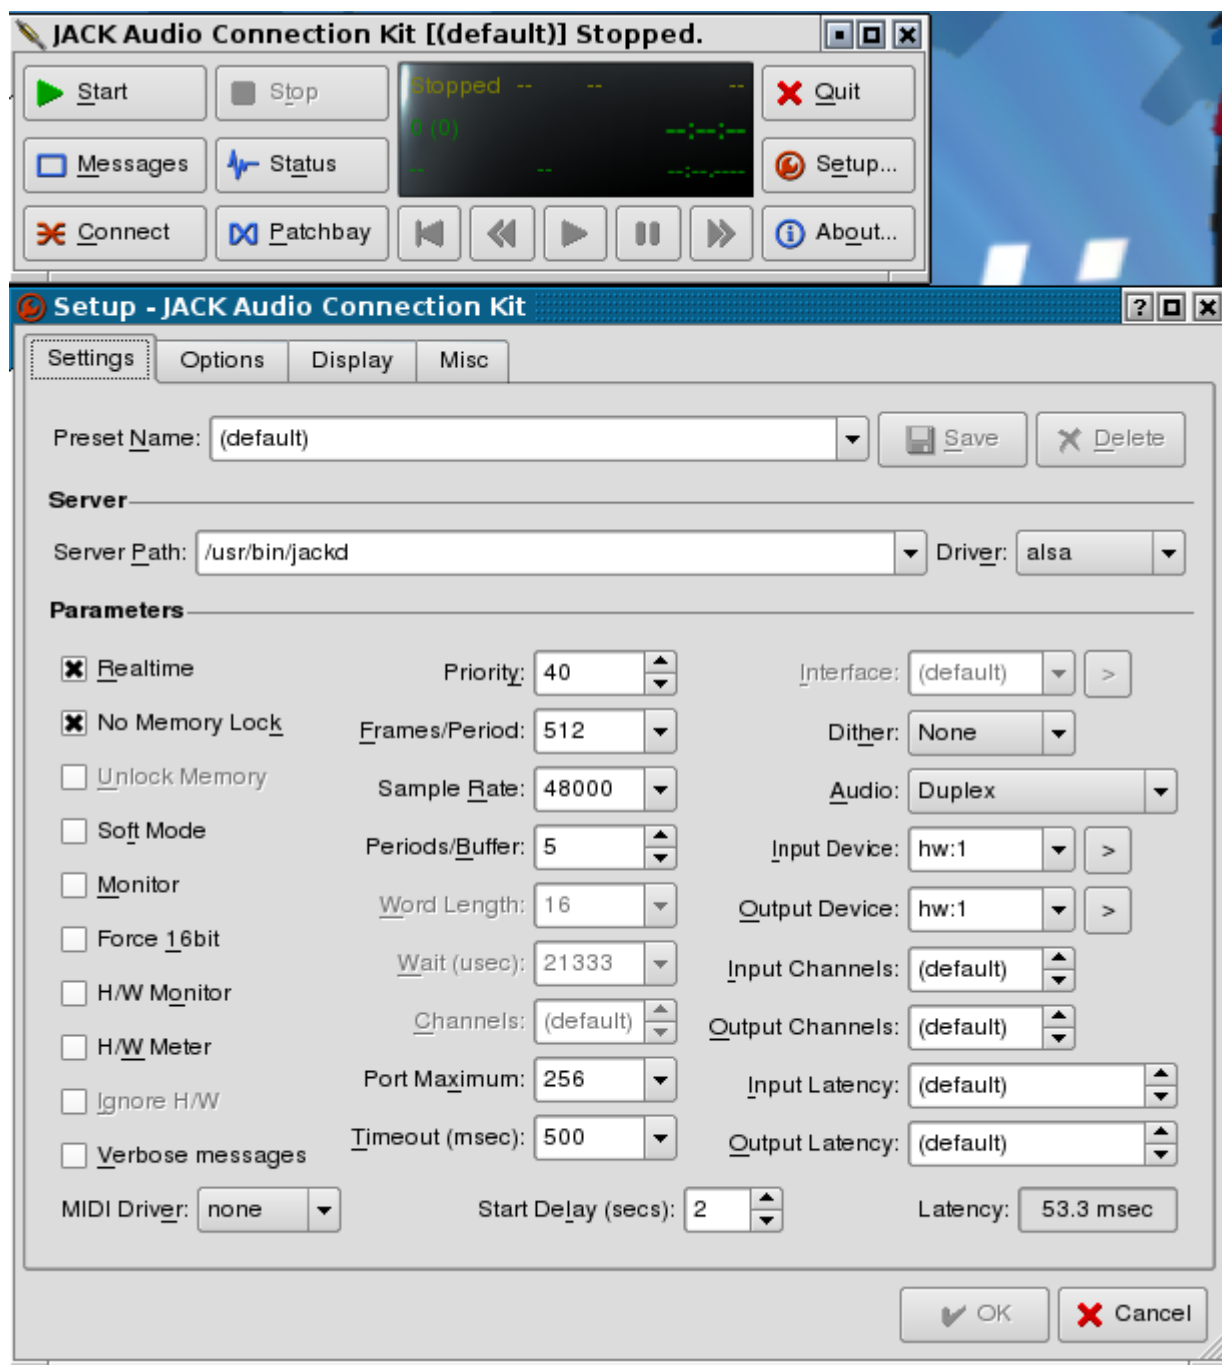 JACK Audio Connection Kit [(default)] Stopped.
Start
Stop
Stopped -- -- --
Quit
0 (0) --:--:--
Messages
Status
-- -- --:--.----
Setup...
Connect
Patchbay
About...
Setup - JACK Audio Connection Kit
Settings
Options
Display
Misc
Preset Name: (default)
Save
Delete
Server
Server Path: /usr/bin/jackd
Driver: alsa
Parameters
Realtime
Priority: 40
Interface: (default) >
No Memory Lock
Frames/Period: 512
Dither: None
Unlock Memory
Sample Rate: 48000
Audio: Duplex
Soft Mode
Periods/Buffer: 5
Input Device: hw:1 >
Monitor
Word Length: 16
Output Device: hw:1 >
Force 16bit
Wait (usec): 21333
Input Channels: (default)
H/W Monitor
Channels: (default)
Output Channels: (default)
H/W Meter
Port Maximum: 256
Input Latency: (default)
Ignore H/W
Timeout (msec): 500
Output Latency: (default)
Verbose messages
MIDI Driver: none
Start Delay (secs): 2
Latency: 53.3 msec
OK
Cancel